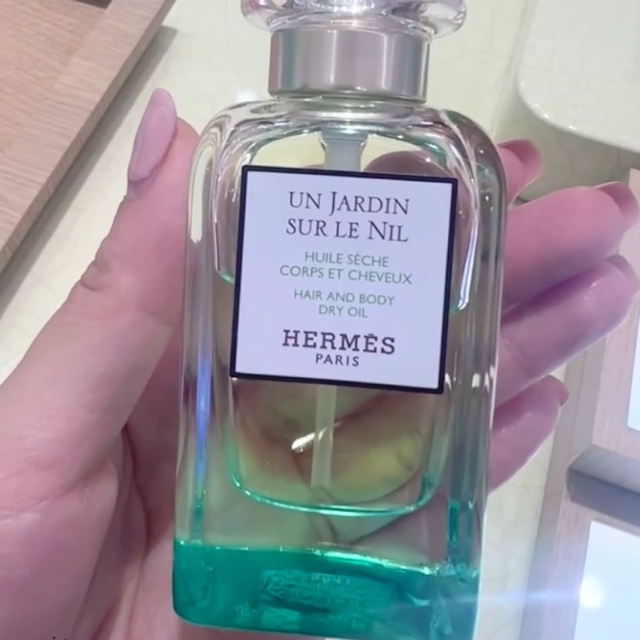 UN JARDIN
SUR LE NIL
HUILE SÈCHE
CORPS ET CHEVEUX
HAIR AND BODY
DRY OIL
HERMÈS
PARIS